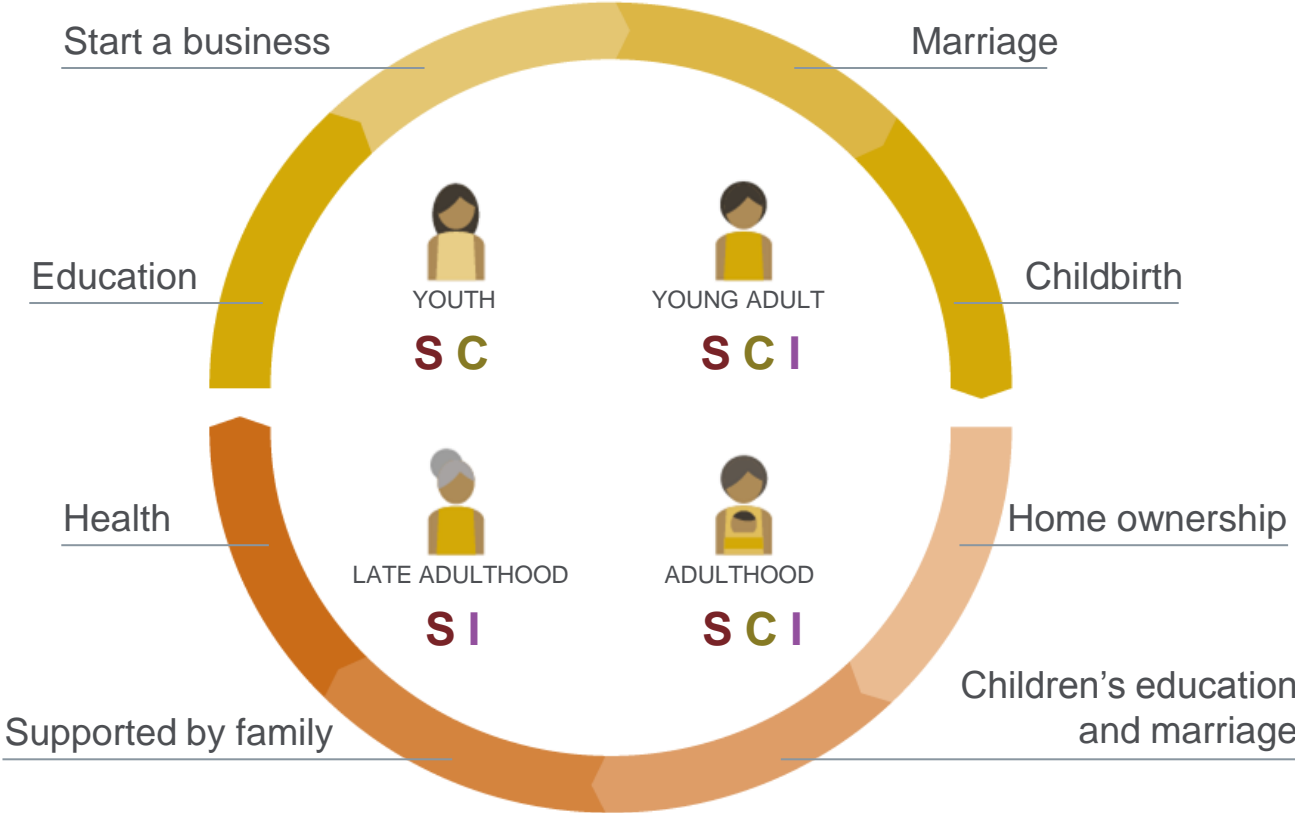 Start a business
Marriage
Education
YOUTH
S C
YOUNG ADULT
S C I
Childbirth
Health
LATE ADULTHOOD
S I
ADULTHOOD
S C I
Home ownership
Supported by family
Children’s education
and marriage